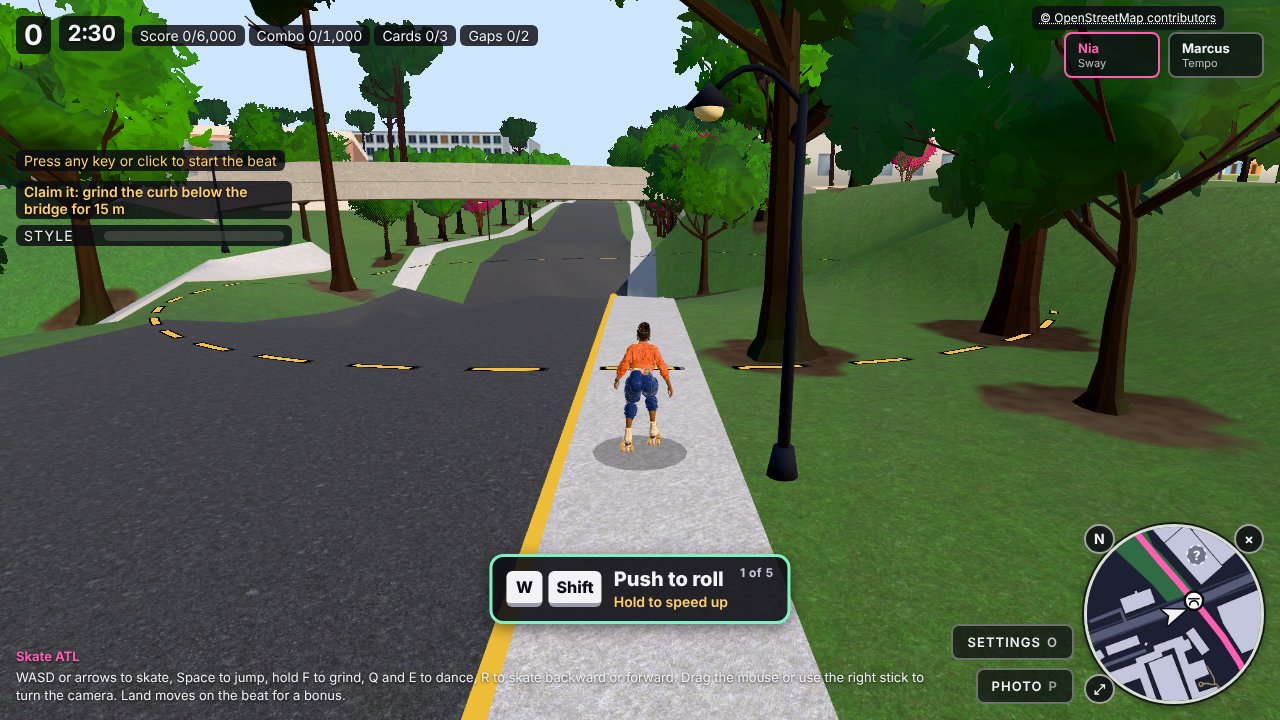 0
2:30
Score 0/6,000
Combo 0/1,000
Cards 0/3
Gaps 0/2
© OpenStreetMap contributors
Nia
Sway
Marcus
Tempo
Press any key or click to start the beat
Claim it: grind the curb below the
bridge for 15 m
STYLE
W
Shift
Push to roll
1 of 5
Hold to speed up
N
×
?
SETTINGS O
PHOTO P
Skate ATL
WASD or arrows to skate, Space to jump, hold F to grind, Q and E to dance, R to skate backward or forward. Drag the mouse or use the right stick to
turn the camera. Land moves on the beat for a bonus.